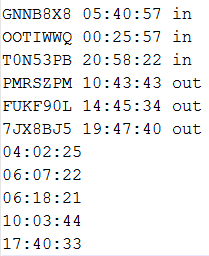 GNNB8X8 05:40:57 in
OOTIWWQ 00:25:57 in
T0N53PB 20:58:22 in
PMRSZPM 10:43:43 out
FUKF90L 14:45:34 out
7JX8BJ5 19:47:40 out
04:02:25
06:07:22
06:18:21
10:03:44
17:40:33